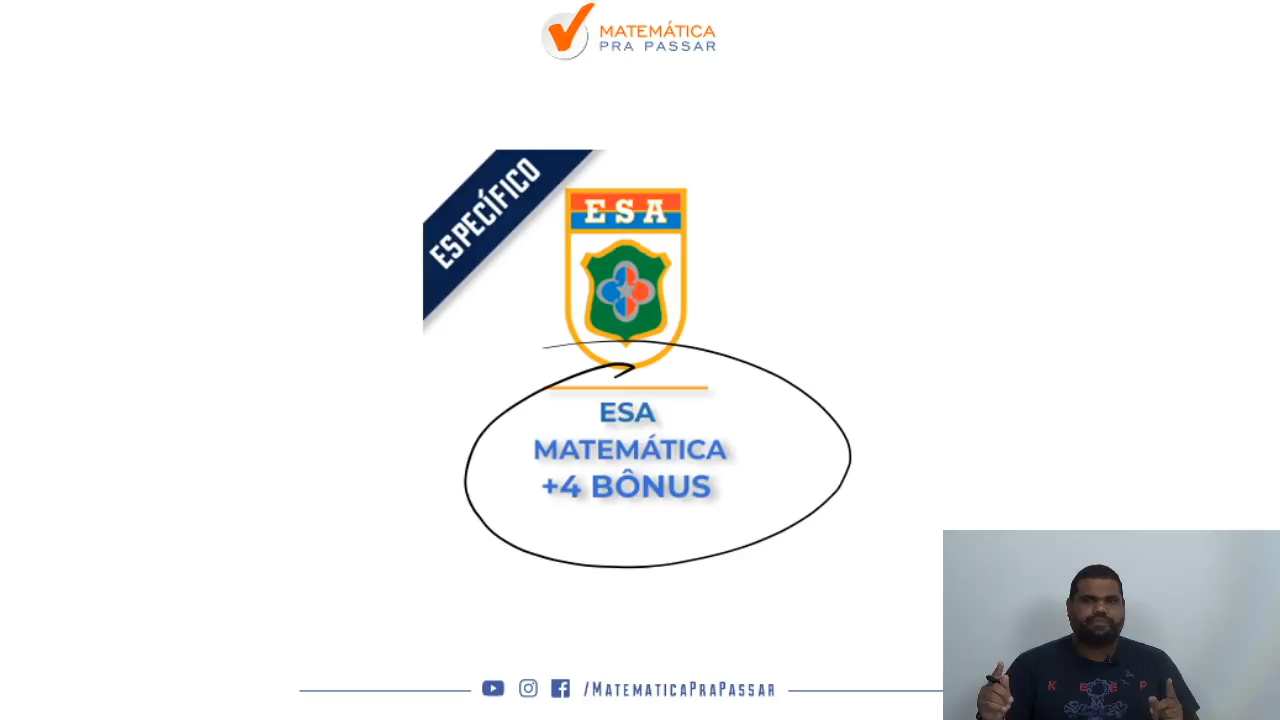 MATEMÁTICA
PRA PASSAR
ESPECÍFICO
ESA
ESA
MATEMÁTICA
+4 BÔNUS
/MATEMATICAPRAPASSAR
K E E P